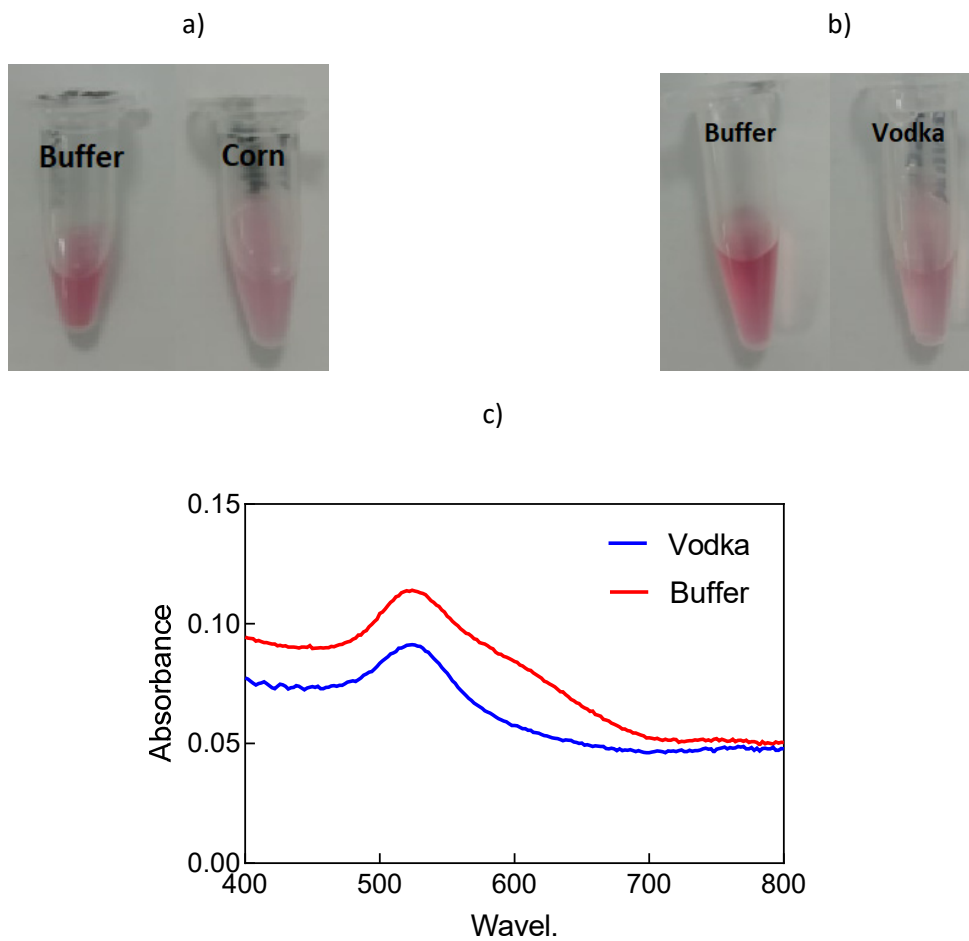 a)
b)
Buffer
Corn
Buffer
Vodka
c)
0.15
Vodka
Buffer
0.10
Absorbance
0.05
0.00
400
500
600
700
800
Wavel.